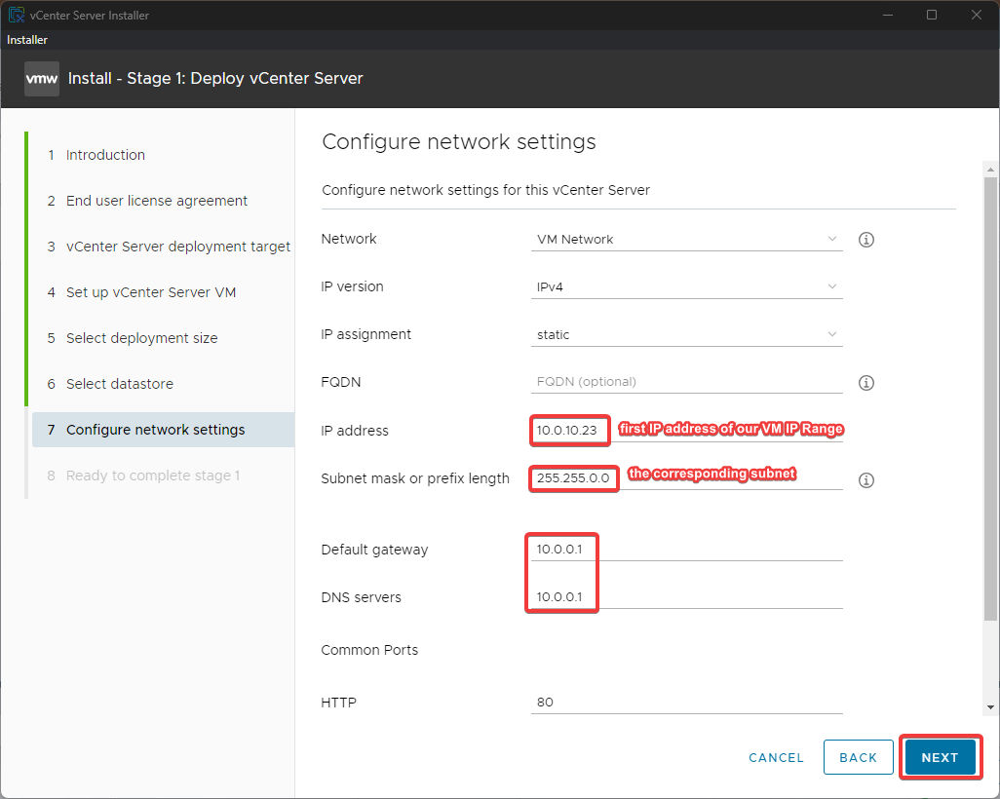 vCenter Server Installer
Installer
vmw Install - Stage 1: Deploy vCenter Server
1 Introduction
2 End user license agreement
3 vCenter Server deployment target
4 Set up vCenter Server VM
5 Select deployment size
6 Select datastore
7 Configure network settings
8 Ready to complete stage 1
Configure network settings
Configure network settings for this vCenter Server
Network VM Network
IP version IPv4
IP assignment static
FQDN FQDN (optional)
IP address 10.0.10.23 first IP address of our VM IP Range
Subnet mask or prefix length 255.255.0.0 the corresponding subnet
Default gateway 10.0.0.1
DNS servers 10.0.0.1
Common Ports
HTTP 80
CANCEL BACK NEXT